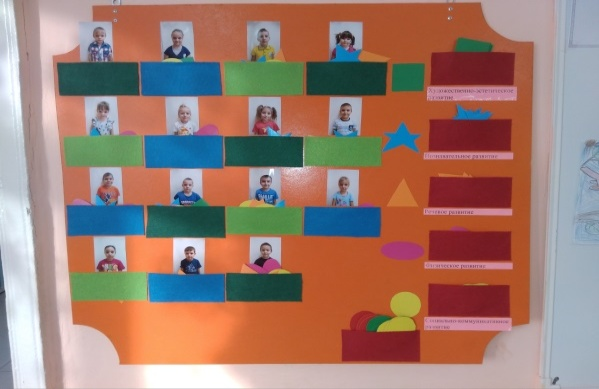 Художественно-эстетическое
развитие
Познавательное развитие
Речевое развитие
Физическое развитие
Социально-коммуникативное
развитие